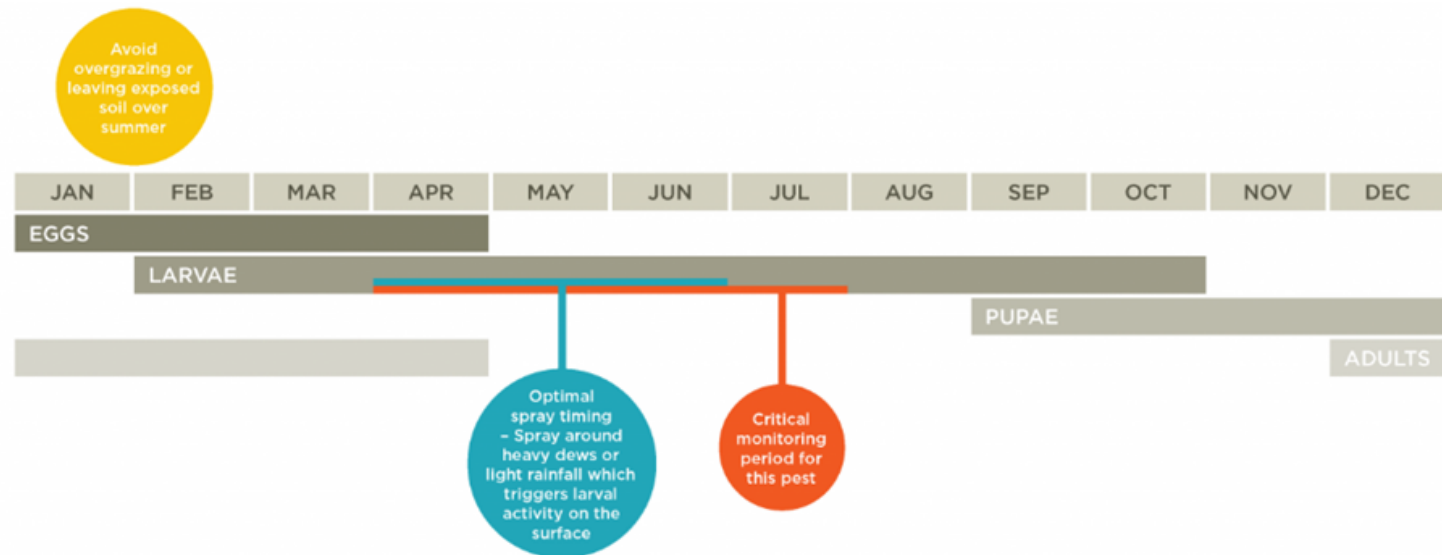 Avoid
overgrazing or
leaving exposed
soil over
summer
JAN FEB MAR APR MAY JUN JUL AUG SEP OCT NOV DEC
EGGS
LARVAE
PUPAE
ADULTS
Optimal
spray timing
– Spray around
heavy dews or
light rainfall which
triggers larval
activity on the
surface
Critical
monitoring
period for
this pest